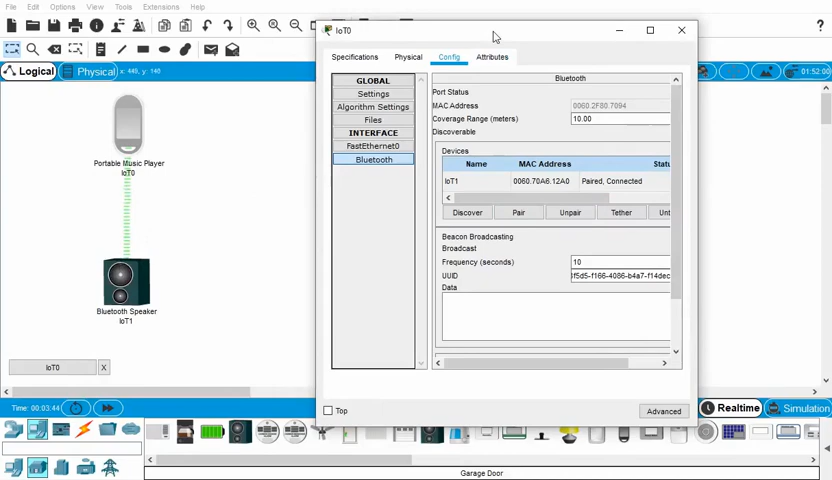 File Edit Options View Tools Extensions Window Help
Logical
Physical x: 449, y: 146
01:52:00
Portable Music Player
IoT0
Bluetooth Speaker
IoT1
IoT0
X
IoT0
Specifications Physical Config Attributes
GLOBAL
Settings
Algorithm Settings
Files
INTERFACE
FastEthernet0
Bluetooth
Bluetooth
Port Status
MAC Address 0060.2F80.7094
Coverage Range (meters) 10.00
Discoverable
Devices
Name MAC Address Statu
IoT1 0060.70A6.12A0 Paired, Connected
Discover Pair Unpair Tether Unt
Beacon Broadcasting
Broadcast
Frequency (seconds) 10
UUID 3f5d5-f166-4086-b4a7-f14dec
Data
Top
Advanced
Time: 00:03:44
Realtime
Simulation
Garage Door